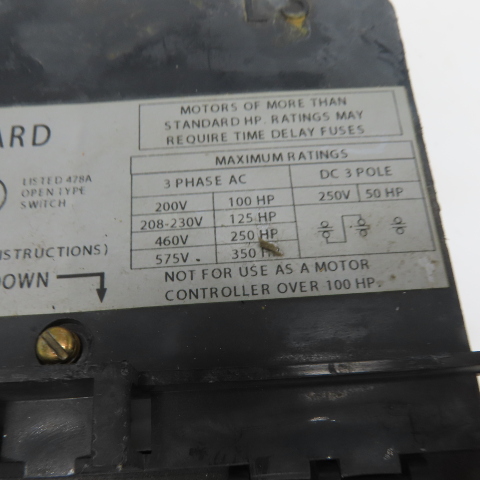 MOTORS OF MORE THAN
STANDARD HP. RATINGS MAY
REQUIRE TIME DELAY FUSES
ARD
MAXIMUM RATINGS
LISTED 478A
OPEN TYPE
SWITCH
3 PHASE AC
DC 3 POLE
200V 100 HP
250V 50 HP
208-230V 125 HP
460V 250 HP
575V 350 HP
INSTRUCTIONS)
DOWN
NOT FOR USE AS A MOTOR
CONTROLLER OVER 100 HP.